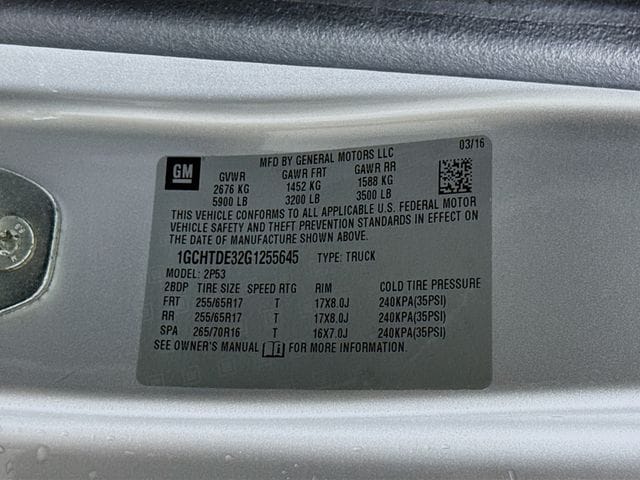 03/16
MFD BY GENERAL MOTORS LLC
GM
GVWR GAWR FRT GAWR RR
2676 KG 1452 KG 1588 KG
5900 LB 3200 LB 3500 LB
THIS VEHICLE CONFORMS TO ALL APPLICABLE U.S. FEDERAL MOTOR
VEHICLE SAFETY AND THEFT PREVENTION STANDARDS IN EFFECT ON
THE DATE OF MANUFACTURE SHOWN ABOVE.
1GCHTDE32G1255645 TYPE: TRUCK
MODEL: 2P53
2BDP TIRE SIZE SPEED RTG RIM COLD TIRE PRESSURE
FRT 255/65R17 T 17X8.0J 240KPA(35PSI)
RR 255/65R17 T 17X8.0J 240KPA(35PSI)
SPA 265/70R16 T 16X7.0J 240KPA(35PSI)
SEE OWNER'S MANUAL FOR MORE INFORMATION.